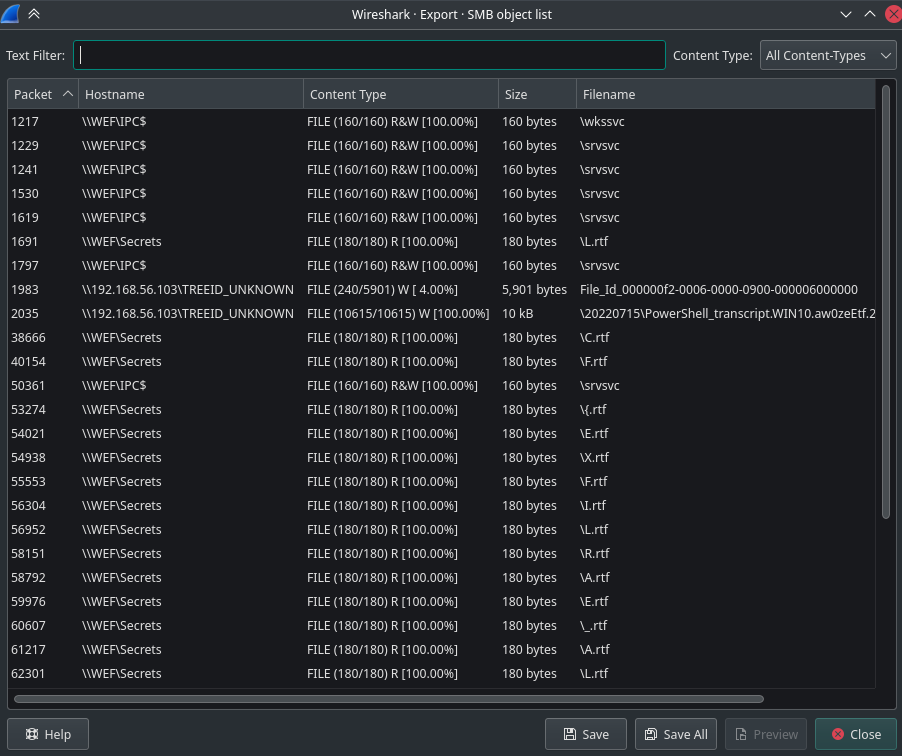 Wireshark · Export · SMB object list
Text Filter: Content Type: All Content-Types
Packet Hostname Content Type Size Filename
1217 \\WEF\IPC$ FILE (160/160) R&W [100.00%] 160 bytes \wkssvc
1229 \\WEF\IPC$ FILE (160/160) R&W [100.00%] 160 bytes \srvsvc
1241 \\WEF\IPC$ FILE (160/160) R&W [100.00%] 160 bytes \srvsvc
1530 \\WEF\IPC$ FILE (160/160) R&W [100.00%] 160 bytes \srvsvc
1619 \\WEF\IPC$ FILE (160/160) R&W [100.00%] 160 bytes \srvsvc
1691 \\WEF\Secrets FILE (180/180) R [100.00%] 180 bytes \L.rtf
1797 \\WEF\IPC$ FILE (160/160) R&W [100.00%] 160 bytes \srvsvc
1983 \\192.168.56.103\TREEID_UNKNOWN FILE (240/5901) W [ 4.00%] 5,901 bytes File_Id_000000f2-0006-0000-0900-000006000000
2035 \\192.168.56.103\TREEID_UNKNOWN FILE (10615/10615) W [100.00%] 10 kB \20220715\PowerShell_transcript.WIN10.aw0zeEtf.2
38666 \\WEF\Secrets FILE (180/180) R [100.00%] 180 bytes \C.rtf
40154 \\WEF\Secrets FILE (180/180) R [100.00%] 180 bytes \F.rtf
50361 \\WEF\IPC$ FILE (160/160) R&W [100.00%] 160 bytes \srvsvc
53274 \\WEF\Secrets FILE (180/180) R [100.00%] 180 bytes \{.rtf
54021 \\WEF\Secrets FILE (180/180) R [100.00%] 180 bytes \E.rtf
54938 \\WEF\Secrets FILE (180/180) R [100.00%] 180 bytes \X.rtf
55553 \\WEF\Secrets FILE (180/180) R [100.00%] 180 bytes \F.rtf
56304 \\WEF\Secrets FILE (180/180) R [100.00%] 180 bytes \I.rtf
56952 \\WEF\Secrets FILE (180/180) R [100.00%] 180 bytes \L.rtf
58151 \\WEF\Secrets FILE (180/180) R [100.00%] 180 bytes \R.rtf
58792 \\WEF\Secrets FILE (180/180) R [100.00%] 180 bytes \A.rtf
59976 \\WEF\Secrets FILE (180/180) R [100.00%] 180 bytes \E.rtf
60607 \\WEF\Secrets FILE (180/180) R [100.00%] 180 bytes \_.rtf
61217 \\WEF\Secrets FILE (180/180) R [100.00%] 180 bytes \A.rtf
62301 \\WEF\Secrets FILE (180/180) R [100.00%] 180 bytes \L.rtf
Help Save Save All Preview Close